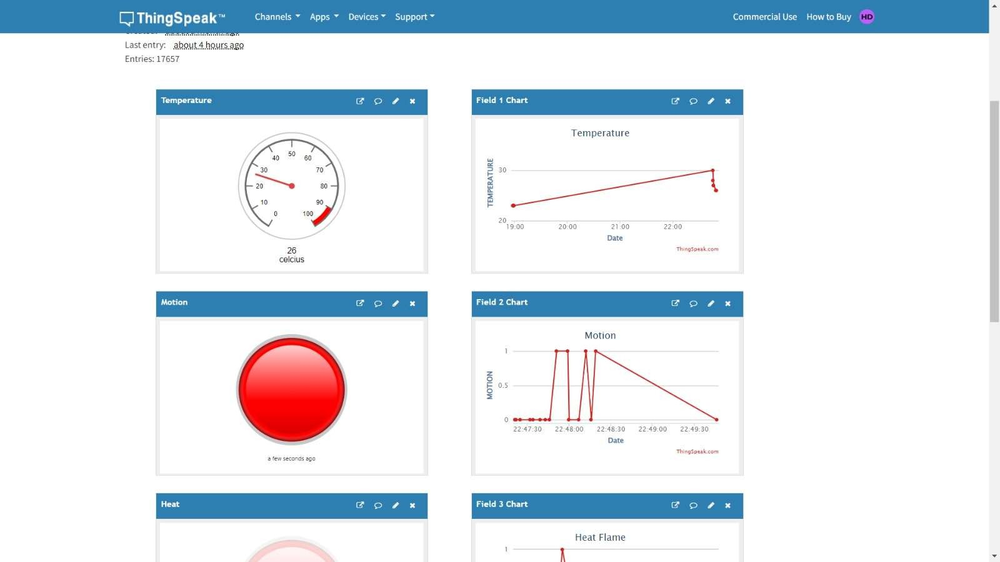 ThingSpeak™ Channels Apps Devices Support Commercial Use How to Buy HD
Last entry: about 4 hours ago
Entries: 17657
Temperature
50
40 60
30 70
20 80
10 90
0 100
26
celcius
Field 1 Chart
Temperature
TEMPERATURE
30
20
19:00 20:00 21:00 22:00
Date
ThingSpeak.com
Motion
a few seconds ago
Field 2 Chart
Motion
MOTION
1
0.5
0
22:47:30 22:48:00 22:48:30 22:49:00 22:49:30
Date
ThingSpeak.com
Heat
Field 3 Chart
Heat Flame
1